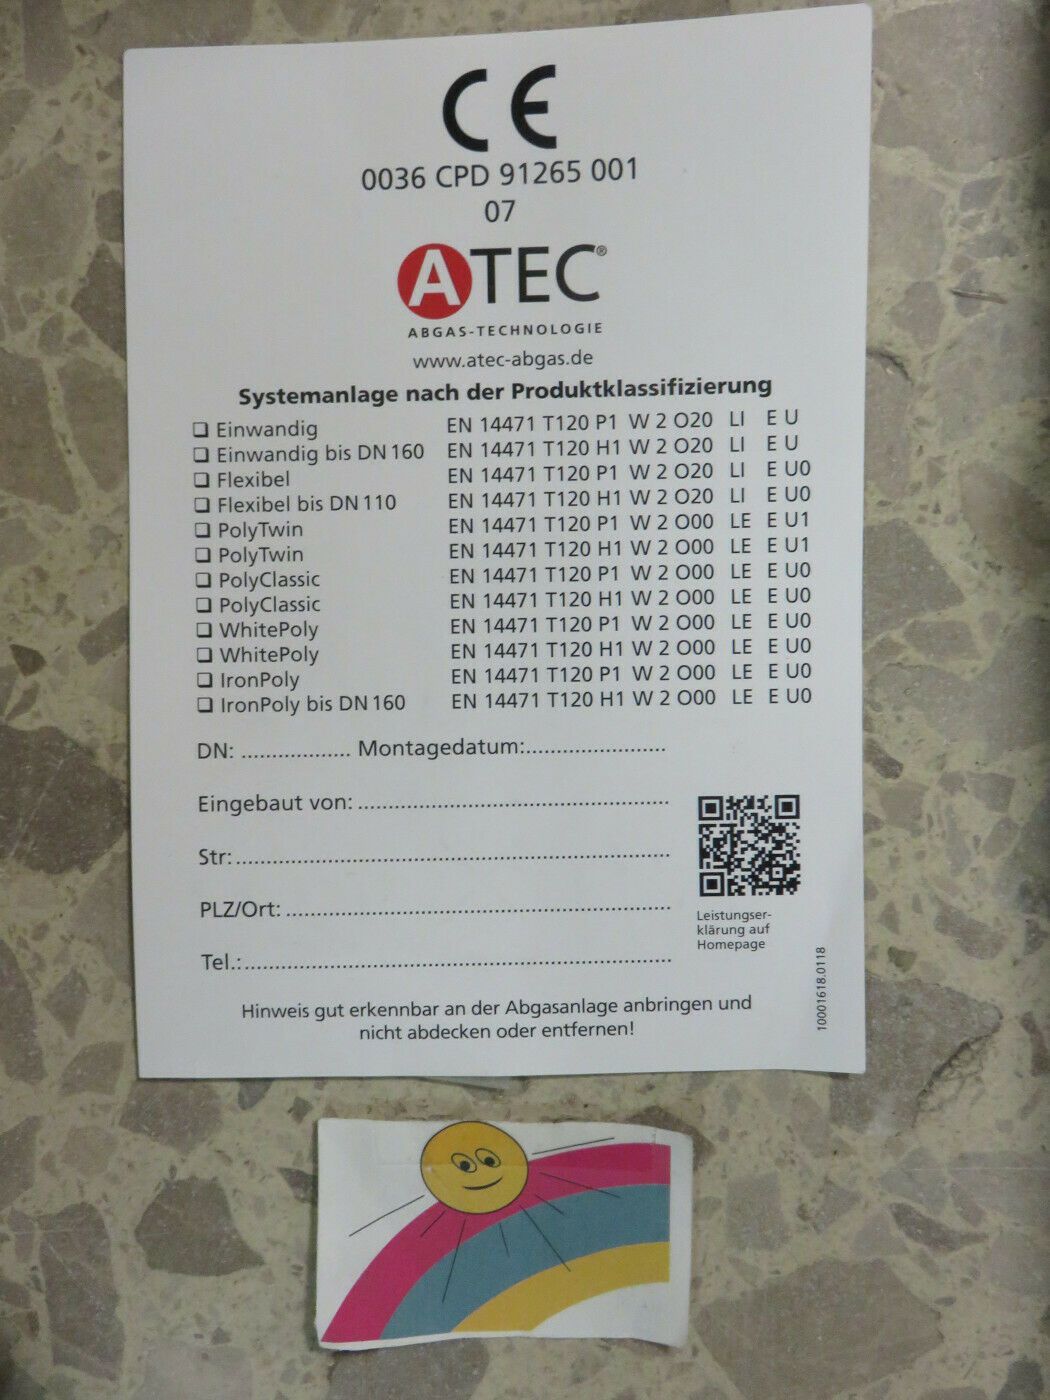 CE
0036 CPD 91265 001
07
ATEC®
ABGAS-TECHNOLOGIE
www.atec-abgas.de
Systemanlage nach der Produktklassifizierung
❏ Einwandig EN 14471 T120 P1 W 2 O20 LI E U
❏ Einwandig bis DN 160 EN 14471 T120 H1 W 2 O20 LI E U
❏ Flexibel EN 14471 T120 P1 W 2 O20 LI E U0
❏ Flexibel bis DN 110 EN 14471 T120 H1 W 2 O20 LI E U0
❏ PolyTwin EN 14471 T120 P1 W 2 O00 LE E U1
❏ PolyTwin EN 14471 T120 H1 W 2 O00 LE E U1
❏ PolyClassic EN 14471 T120 P1 W 2 O00 LE E U0
❏ PolyClassic EN 14471 T120 H1 W 2 O00 LE E U0
❏ WhitePoly EN 14471 T120 P1 W 2 O00 LE E U0
❏ WhitePoly EN 14471 T120 H1 W 2 O00 LE E U0
❏ IronPoly EN 14471 T120 P1 W 2 O00 LE E U0
❏ IronPoly bis DN 160 EN 14471 T120 H1 W 2 O00 LE E U0
DN: .................. Montagedatum:.......................
Eingebaut von: ...................................................
Str:........................................................................
PLZ/Ort: ................................................................
Tel.:.......................................................................
Leistungser-
klärung auf
Homepage
10001618.0118
Hinweis gut erkennbar an der Abgasanlage anbringen und
nicht abdecken oder entfernen!